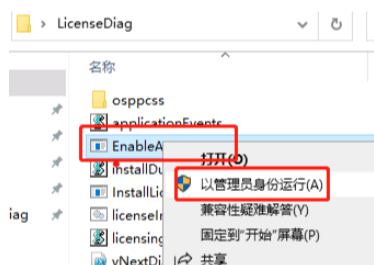 LicenseDiag
名称
osppcss
applicationEvents
EnableA
打开(O)
installDu
以管理员身份运行(A)
InstallLic
兼容性疑难解答(Y)
iag
licenseIn
固定到"开始"屏幕(P)
licensing
共享
vNextDi